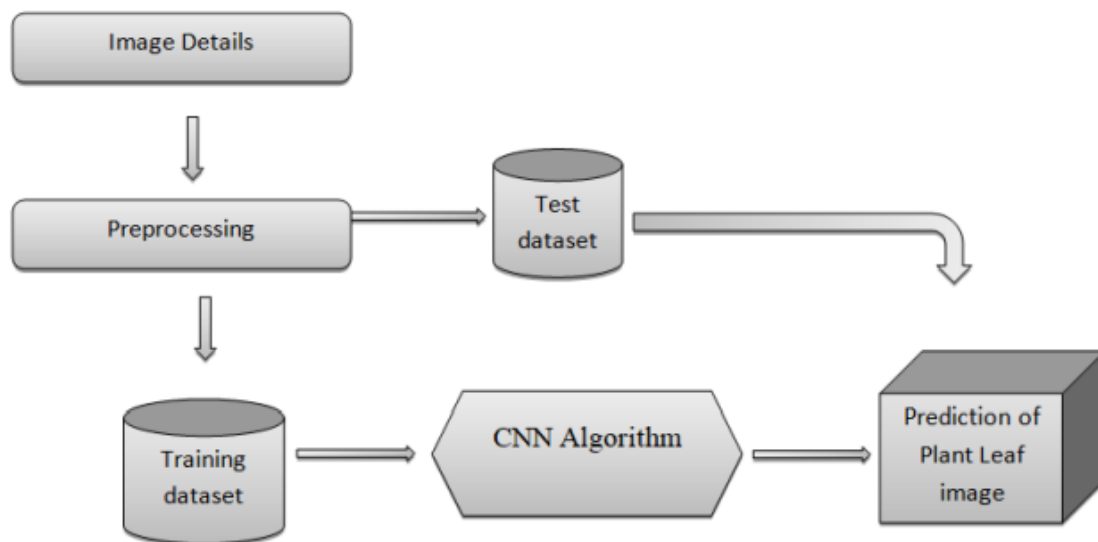 Image Details
Preprocessing
Test
dataset
Training
dataset
CNN Algorithm
Prediction of
Plant Leaf
image